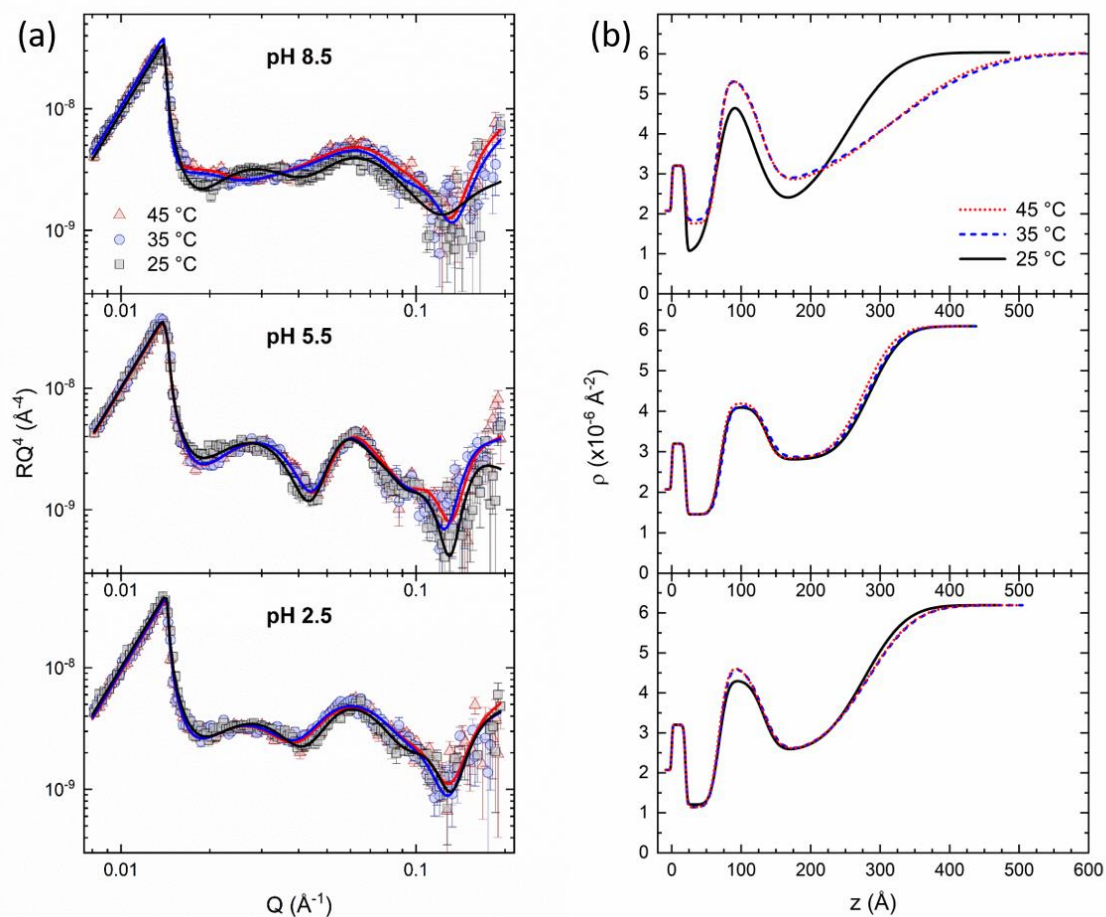 (a)
pH 8.5
45 °C
35 °C
25 °C
10⁻⁸
10⁻⁹
0.01 0.1
pH 5.5
10⁻⁸
10⁻⁹
RQ⁴ (Å⁻⁴)
0.01 0.1
pH 2.5
10⁻⁸
10⁻⁹
0.01 0.1
Q (Å⁻¹)
(b)
6
5
4
3
2
1
0
45 °C
35 °C
25 °C
0 100 200 300 400 500
6
5
4
3
2
1
0
ρ (x10⁻⁶ Å⁻²)
0 100 200 300 400 500
6
5
4
3
2
1
0
0 100 200 300 400 500 600
z (Å)